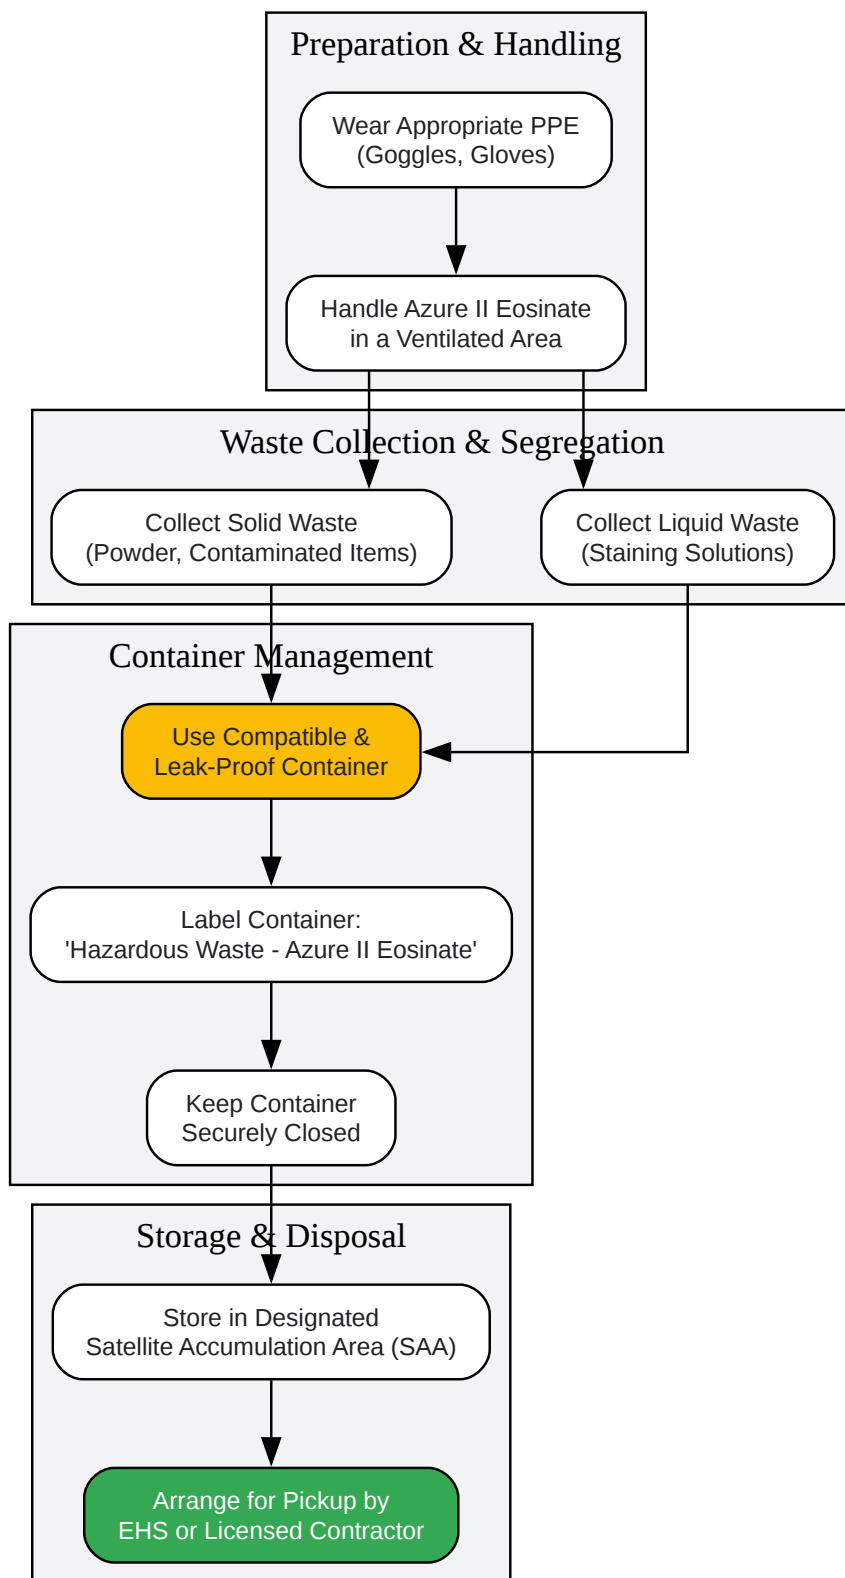 Preparation & Handling
Wear Appropriate PPE
(Goggles, Gloves)
Handle Azure II Eosinate
in a Ventilated Area
Waste Collection & Segregation
Collect Solid Waste
(Powder, Contaminated Items)
Collect Liquid Waste
(Staining Solutions)
Container Management
Use Compatible &
Leak-Proof Container
Label Container:
'Hazardous Waste - Azure II Eosinate'
Keep Container
Securely Closed
Storage & Disposal
Store in Designated
Satellite Accumulation Area (SAA)
Arrange for Pickup by
EHS or Licensed Contractor